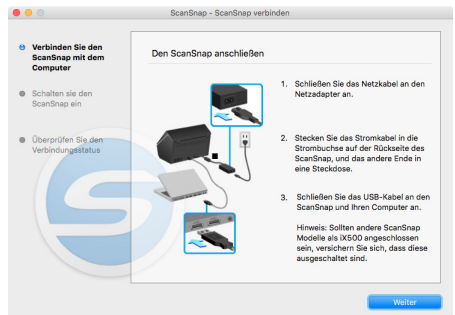 ScanSnap - ScanSnap verbinden
Verbinden Sie den
ScanSnap mit dem
Computer
Schalten sie den
ScanSnap ein
Überprüfen Sie den
Verbindungsstatus
Den ScanSnap anschließen
1. Schließen Sie das Netzkabel an den
Netzadapter an.
2. Stecken Sie das Stromkabel in die
Strombuchse auf der Rückseite des
ScanSnap, und das andere Ende in
eine Steckdose.
3. Schließen Sie das USB-Kabel an den
ScanSnap und Ihren Computer an.
Hinweis: Sollten andere ScanSnap
Modelle als iX500 angeschlossen
sein, versichern Sie sich, dass diese
ausgeschaltet sind.
Weiter